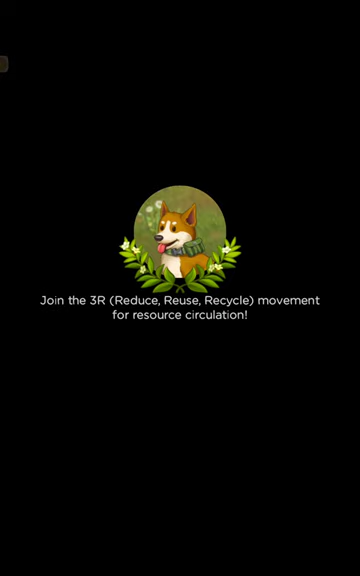 Join the 3R (Reduce, Reuse, Recycle) movement
for resource circulation!